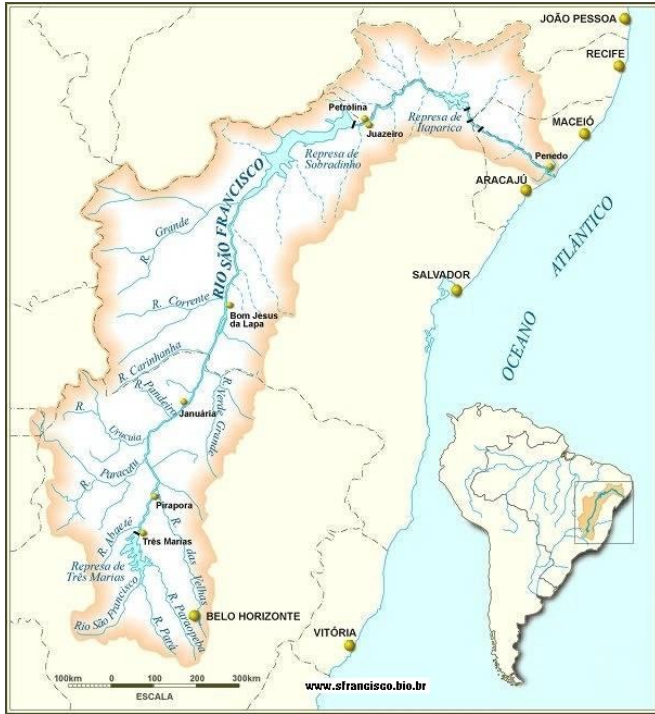 JOÃO PESSOA
RECIFE
Petrolina
MACEIÓ
Juazeiro
Represa de
Itaparica
Represa de
Sobradinho
Penedo
ARACAJÚ
RIO SÃO FRANCISCO
R. Grande
ATLÂNTICO
OCEANO
SALVADOR
R. Corrente
Bom Jesus
da Lapa
R. Carinhanha
R. Pandeiro
Januária
R. Verde Grande
R. Urucuia
R. Paracatu
Pirapora
R. Abaeté
Três Marias
Represa de
Três Marias
R. das Velhas
Rio São Francisco
R. Pará
R. Paraopeba
BELO HORIZONTE
VITÓRIA
100km 0 100 200 300km
ESCALA
www.sfrancisco.bio.br